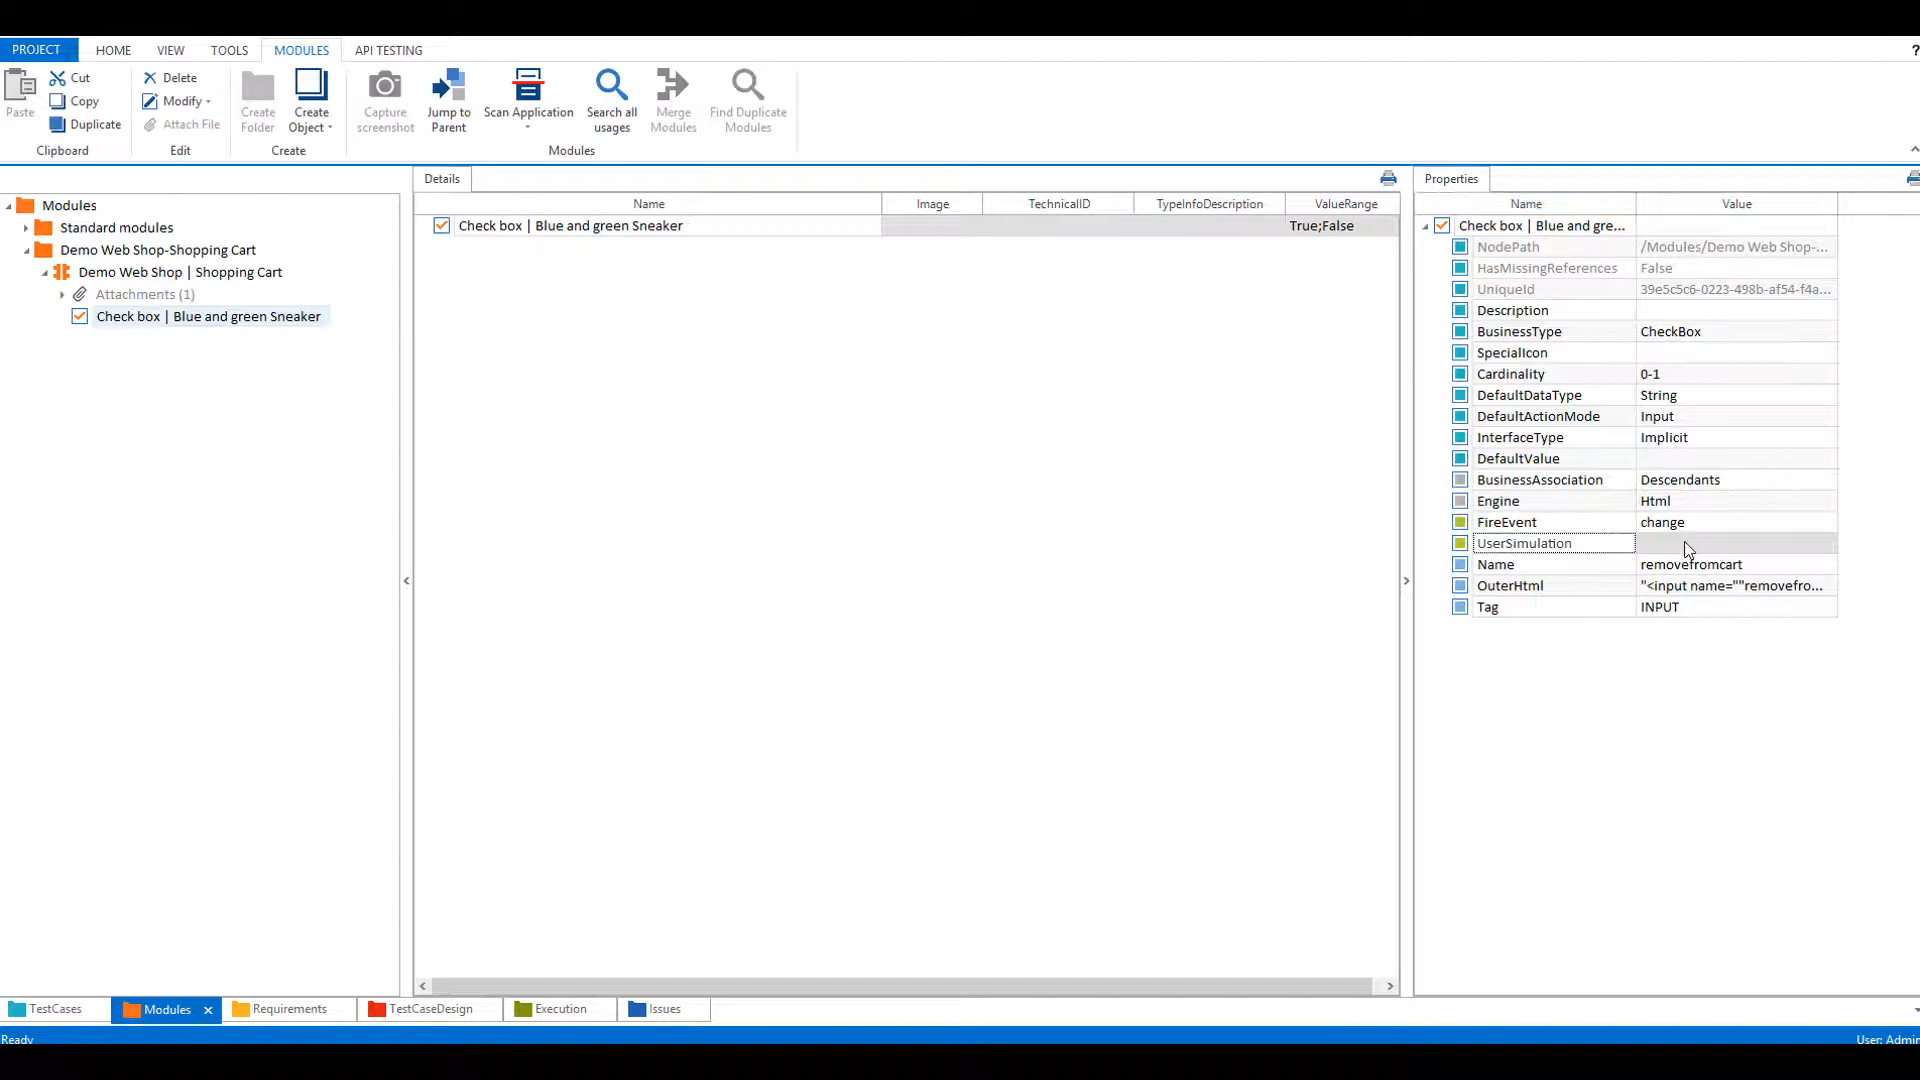 PROJECT HOME VIEW TOOLS MODULES API TESTING ?
Paste
Cut
Copy
Duplicate
Clipboard
Delete
Modify
Attach File
Edit
Create Folder
Create Object
Create
Capture screenshot
Jump to Parent
Scan Application
Search all usages
Merge Modules
Find Duplicate Modules
Modules
Modules
Standard modules
Demo Web Shop-Shopping Cart
Demo Web Shop | Shopping Cart
Attachments (1)
Check box | Blue and green Sneaker
Details
Name Image TechnicalID TypeInfoDescription ValueRange
Check box | Blue and green Sneaker True;False
Properties
Name Value
Check box | Blue and gre...
NodePath /Modules/Demo Web Shop-...
HasMissingReferences False
UniqueId 39e5c5c6-0223-498b-af54-f4a...
Description
BusinessType CheckBox
SpecialIcon
Cardinality 0-1
DefaultDataType String
DefaultActionMode Input
InterfaceType Implicit
DefaultValue
BusinessAssociation Descendants
Engine Html
FireEvent change
UserSimulation
Name removefromcart
OuterHtml "<input name=""removefro...
Tag INPUT
TestCases Modules × Requirements TestCaseDesign Execution Issues
Ready User: Admin